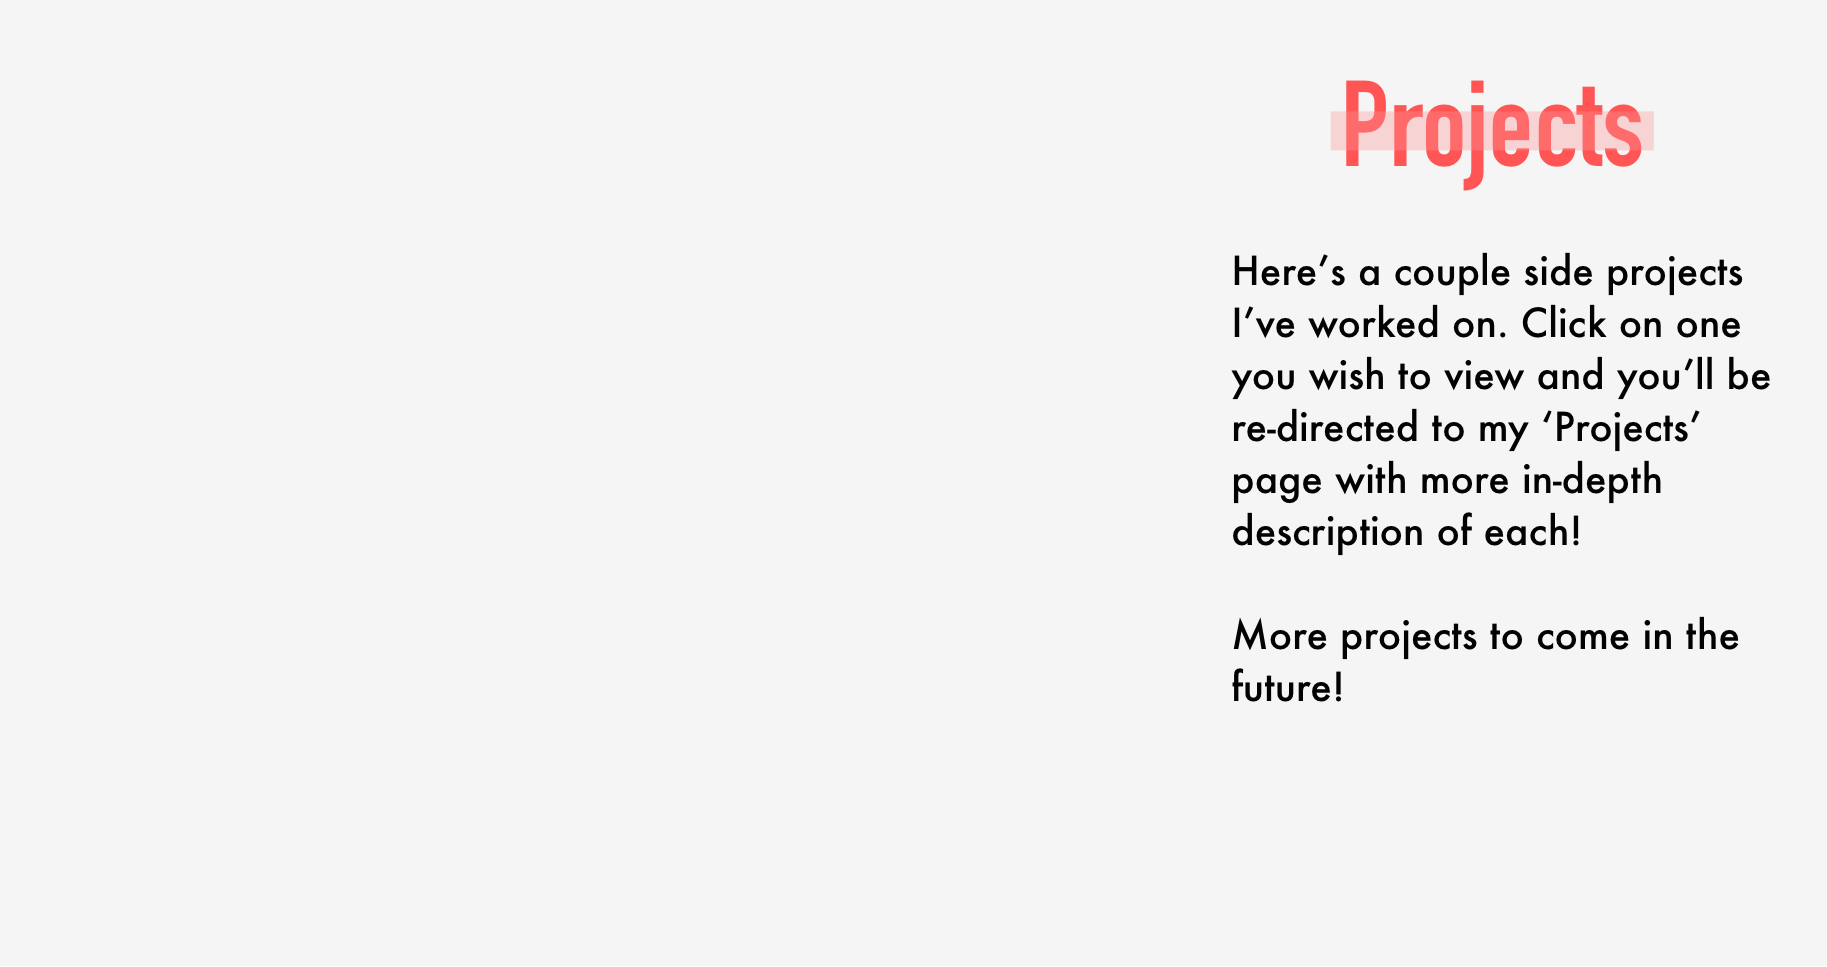 Projects
Here’s a couple side projects
I’ve worked on. Click on one
you wish to view and you’ll be
re-directed to my ‘Projects’
page with more in-depth
description of each!
More projects to come in the
future!